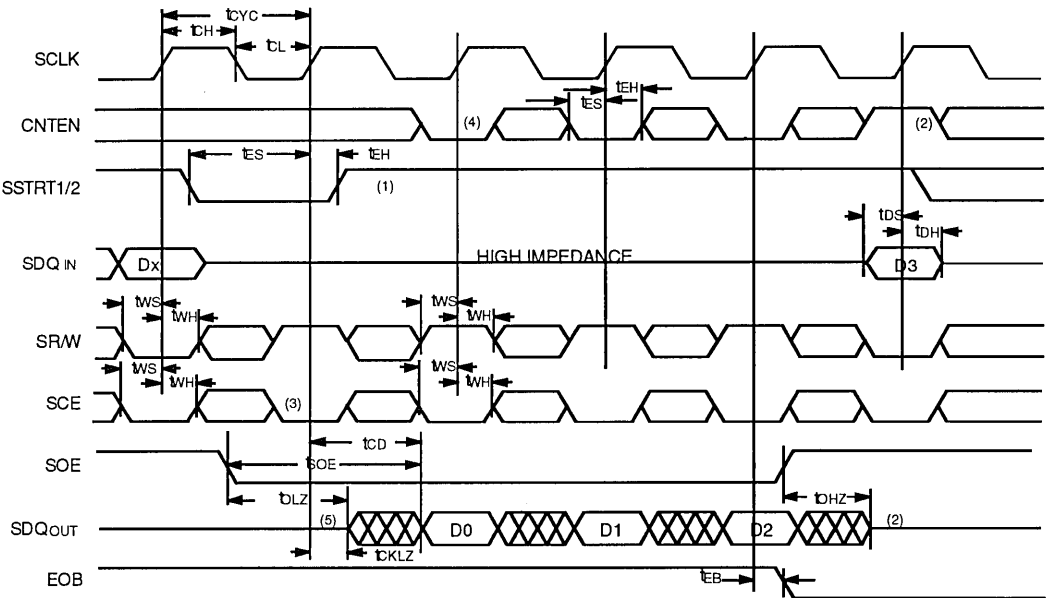 tCYC
tCH
tCL
SCLK
tEH
tES
CNTEN
(4)
(2)
tES
tEH
SSTRT1/2
(1)
tDS
tDH
SDQ IN
Dx
HIGH IMPEDANCE
D3
tWS
tWS
tWH
tWH
SR/W
tWS
tWS
tWH
tWH
SCE
(3)
tCD
SOE
tSOE
tOLZ
tOHZ
SDQOUT
(5)
D0
D1
D2
(2)
tCKLZ
EOB
tEB